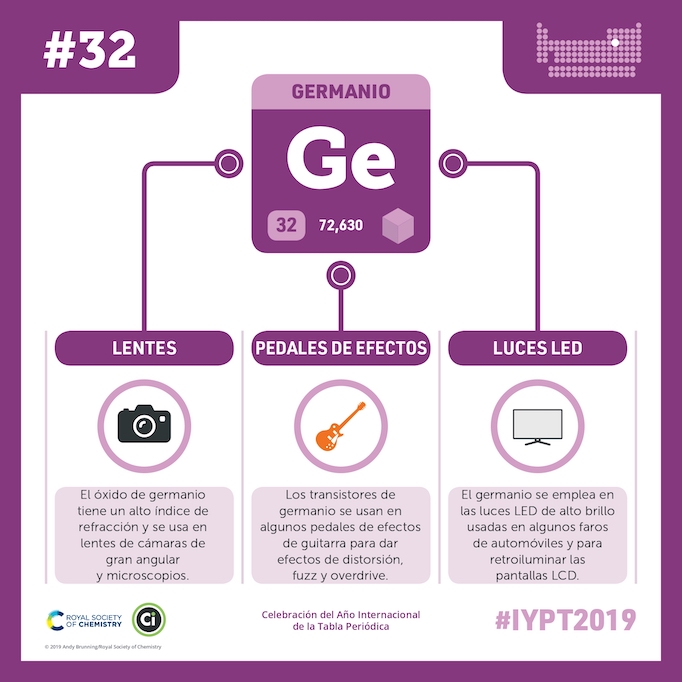 #32
GERMANIO
Ge
32
72,630
LENTES
PEDALES DE EFECTOS
LUCES LED
El óxido de germanio
tiene un alto índice de
refracción y se usa en
lentes de cámaras de
gran angular
y microscopios.
Los transistores de
germanio se usan en
algunos pedales de efectos
de guitarra para dar
efectos de distorsión,
fuzz y overdrive.
El germanio se emplea en
las luces LED de alto brillo
usadas en algunos faros
de automóviles y para
retroiluminar las
pantallas LCD.
ROYAL SOCIETY
OF CHEMISTRY
Ci
Celebración del Año Internacional
de la Tabla Periódica
#IYPT2019
© 2019 Andy Brunning/Royal Society of Chemistry